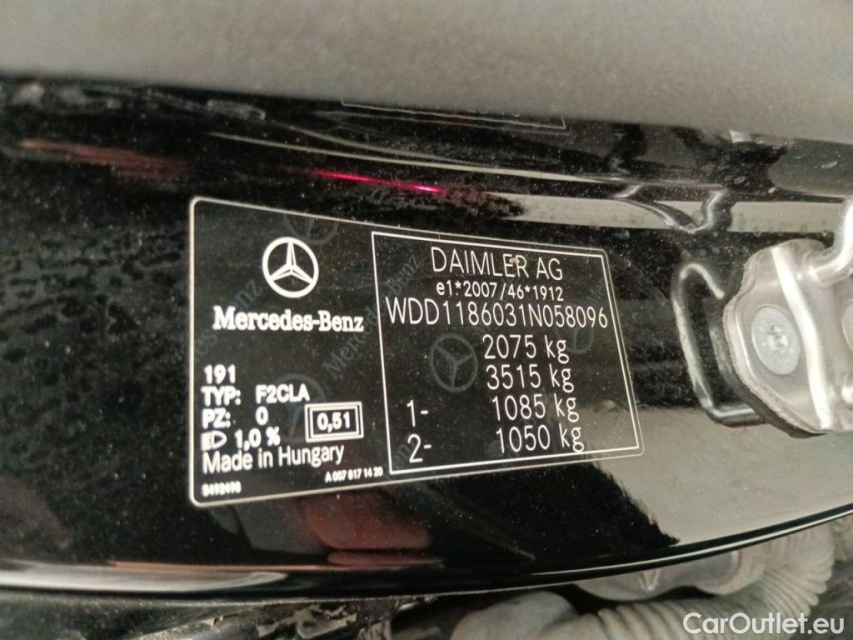 Mercedes-Benz
191
TYP: F2CLA
PZ: 0
0,51
1,0 %
Made in Hungary
A 007 817 14 20
DAIMLER AG
e1*2007/46*1912
WDD1186031N058096
2075 kg
3515 kg
1- 1085 kg
2- 1050 kg
CarOutlet.eu